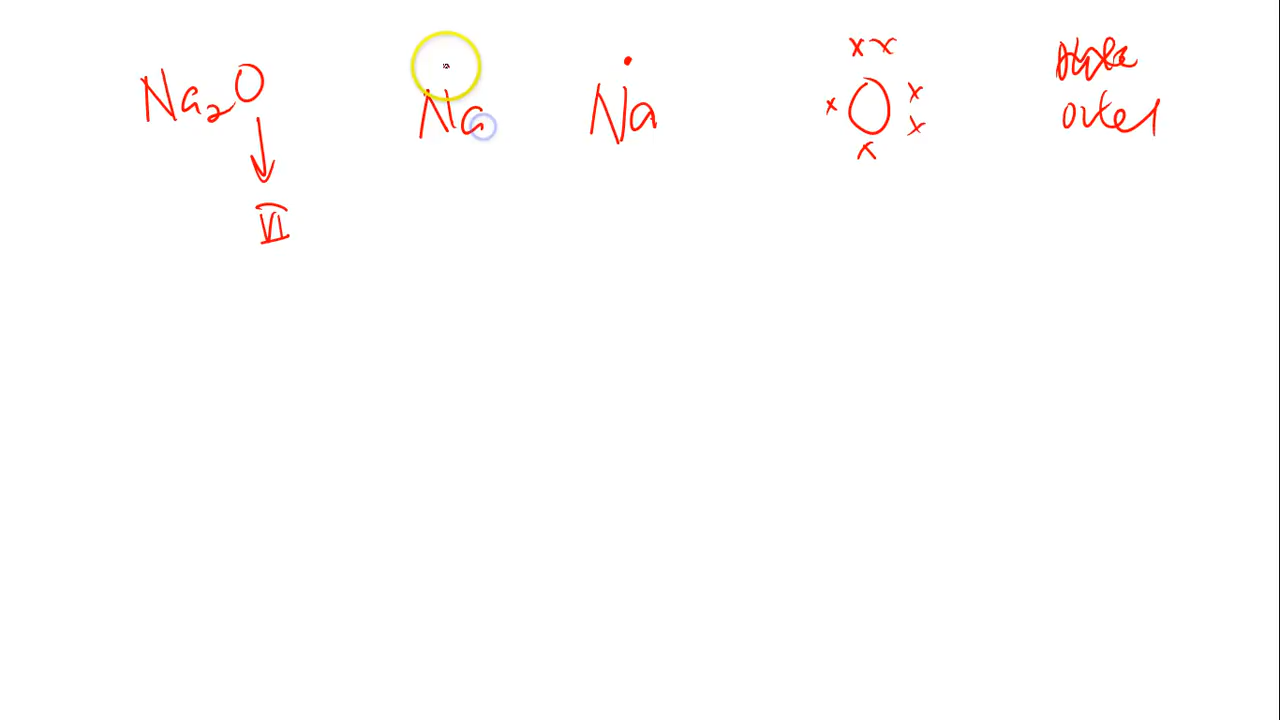 Na₂O
VI
Na
Na
x x
x O x
x
x
octet